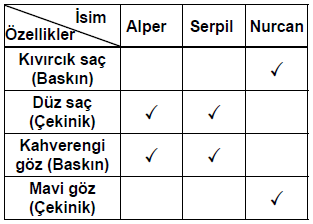 İsim
Özellikler
Alper Serpil Nurcan
Kıvırcık saç
(Baskın) ✓
Düz saç
(Çekinik) ✓ ✓
Kahverengi
göz (Baskın) ✓ ✓
Mavi göz
(Çekinik) ✓